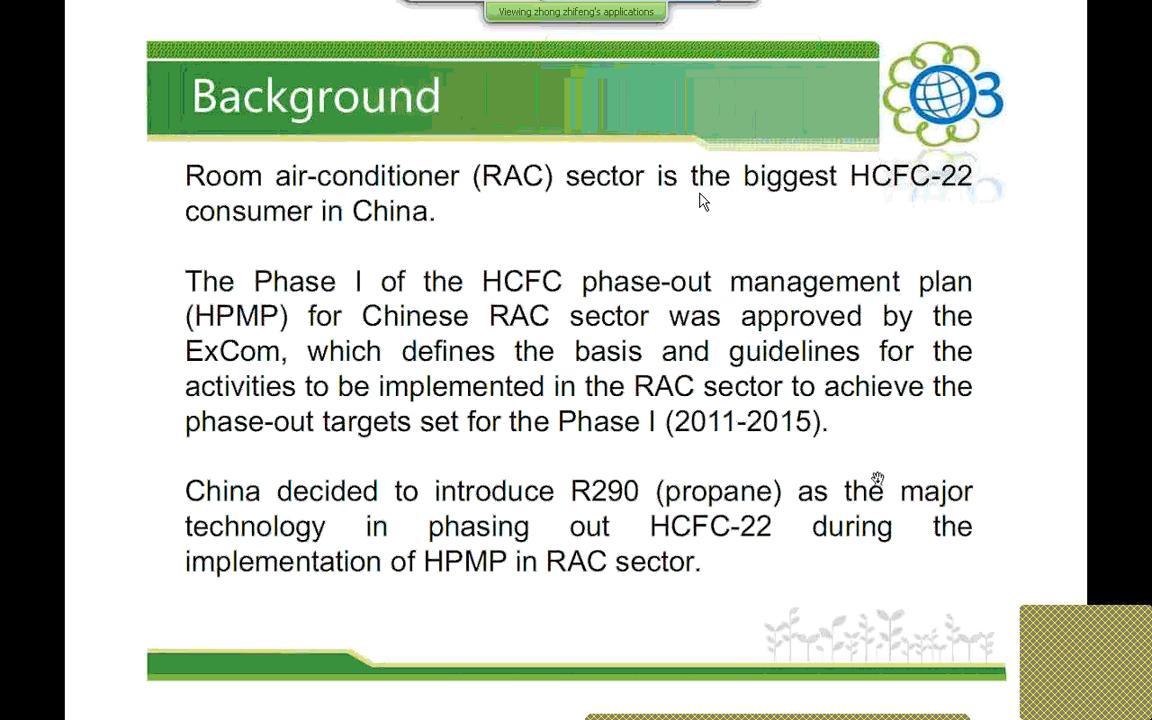 Viewing zhong zhifeng's applications
Background
3
Room air-conditioner (RAC) sector is the biggest HCFC-22
consumer in China.
The Phase I of the HCFC phase-out management plan
(HPMP) for Chinese RAC sector was approved by the
ExCom, which defines the basis and guidelines for the
activities to be implemented in the RAC sector to achieve the
phase-out targets set for the Phase I (2011-2015).
China decided to introduce R290 (propane) as the major
technology in phasing out HCFC-22 during the
implementation of HPMP in RAC sector.